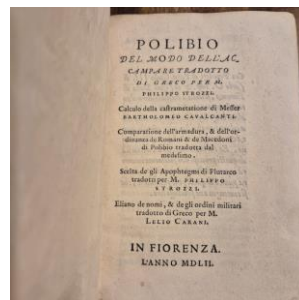 POLIBIO
DEL MODO DELL'AC
CAMPARE TRADOTTO
DI GRECO PER M.
PHILIPPO STROZZI.
Calculo della castrametatione di Messer
BARTHOLOMEO CAVALCANTI.
Comparatione dell'armadura, & dell'or-
dinanza de Romani & de Macedoni
di Polibio tradotta dal
medesimo.
Scelta de gli Apophtegmi di Plutarco
tradotti per M. PHILIPPO
STROZZI.
Eliano de nomi, & de gli ordini militari
tradotto di Greco per M.
LELIO CARANI.
IN FIORENZA.
L'ANNO MDLII.